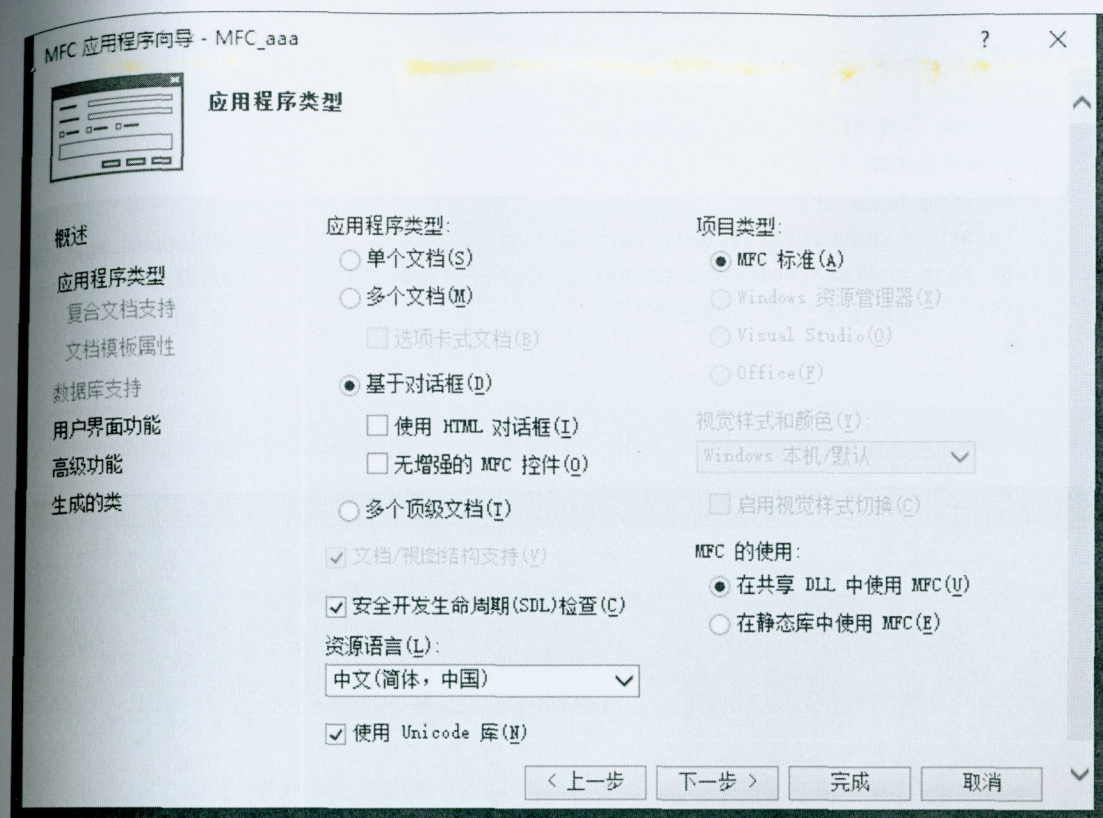 MFC 应用程序向导 - MFC_aaa
?
应用程序类型
概述
应用程序类型
复合文档支持
文档模板属性
数据库支持
用户界面功能
高级功能
生成的类
应用程序类型:
单个文档(S)
多个文档(M)
选项卡式文档(B)
基于对话框(D)
使用 HTML 对话框(I)
无增强的 MFC 控件(O)
多个顶级文档(T)
文档/视图结构支持(V)
安全开发生命周期(SDL)检查(C)
资源语言(L):
中文(简体，中国)
使用 Unicode 库(N)
项目类型:
MFC 标准(A)
Windows 资源管理器(X)
Visual Studio(O)
Office(F)
视觉样式和颜色(Y):
Windows 本机/默认
启用视觉样式切换(C)
MFC 的使用:
在共享 DLL 中使用 MFC(U)
在静态库中使用 MFC(E)
< 上一步
下一步 >
完成
取消